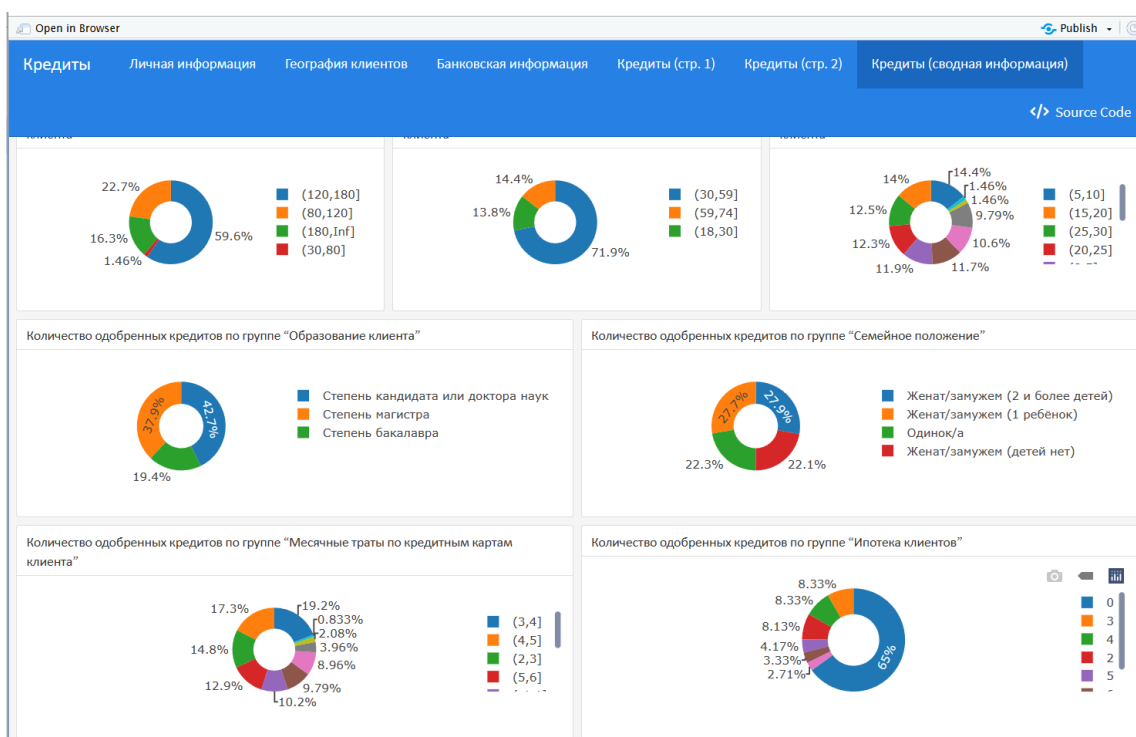 Open in Browser
Publish
Кредиты
Личная информация
География клиентов
Банковская информация
Кредиты (стр. 1)
Кредиты (стр. 2)
Кредиты (сводная информация)
</> Source Code
22.7%
16.3%
1.46%
59.6%
(120,180]
(80,120]
(180,Inf]
(30,80]
14.4%
13.8%
71.9%
(30,59]
(59,74]
(18,30]
14%
14.4%
1.46%
1.46%
12.5%
9.79%
12.3%
10.6%
11.9%
11.7%
(5,10]
(15,20]
(25,30]
(20,25]
Количество одобренных кредитов по группе “Образование клиента”
37.9%
42.7%
19.4%
Степень кандидата или доктора наук
Степень магистра
Степень бакалавра
Количество одобренных кредитов по группе “Семейное положение”
27.7%
27.9%
22.3%
22.1%
Женат/замужем (2 и более детей)
Женат/замужем (1 ребёнок)
Одинок/а
Женат/замужем (детей нет)
Количество одобренных кредитов по группе “Месячные траты по кредитным картам
клиента”
17.3%
19.2%
0.833%
2.08%
14.8%
3.96%
8.96%
12.9%
9.79%
10.2%
(3,4]
(4,5]
(2,3]
(5,6]
Количество одобренных кредитов по группе “Ипотека клиентов”
8.33%
8.33%
8.13%
4.17%
3.33%
2.71%
65%
0
3
4
2
5